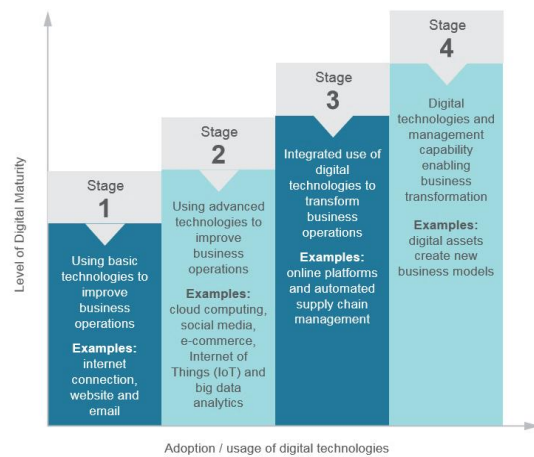 Level of Digital Maturity
Stage
1
Using basic
technologies to
improve
business
operations
Examples:
internet
connection,
website and
email
Stage
2
Using advanced
technologies to
improve
business
operations
Examples:
cloud computing,
social media,
e-commerce,
Internet of
Things (IoT) and
big data
analytics
Stage
3
Integrated use of
digital
technologies to
transform
business
operations
Examples:
online platforms
and automated
supply chain
management
Stage
4
Digital
technologies and
management
capability
enabling
business
transformation
Examples:
digital assets
create new
business models
Adoption / usage of digital technologies